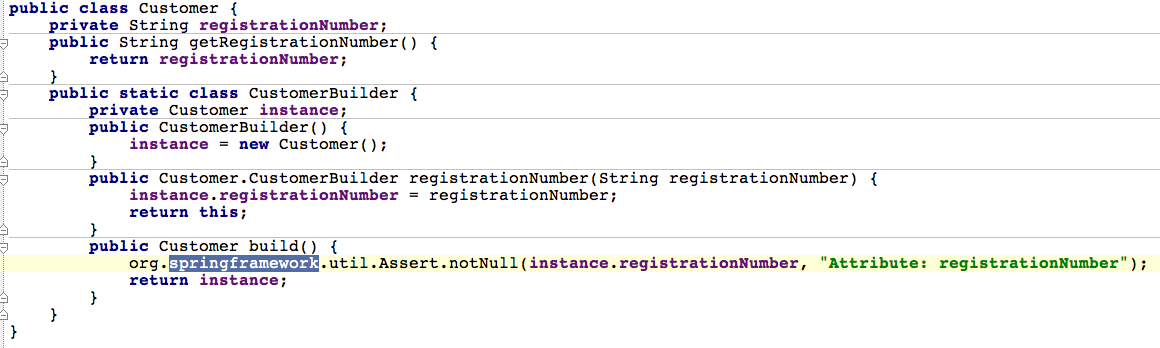 public class Customer {
    private String registrationNumber;
    public String getRegistrationNumber() {
        return registrationNumber;
    }
    public static class CustomerBuilder {
        private Customer instance;
        public CustomerBuilder() {
            instance = new Customer();
        }
        public Customer.CustomerBuilder registrationNumber(String registrationNumber) {
            instance.registrationNumber = registrationNumber;
            return this;
        }
        public Customer build() {
            org.springframework.util.Assert.notNull(instance.registrationNumber, "Attribute: registrationNumber");
            return instance;
        }
    }
}